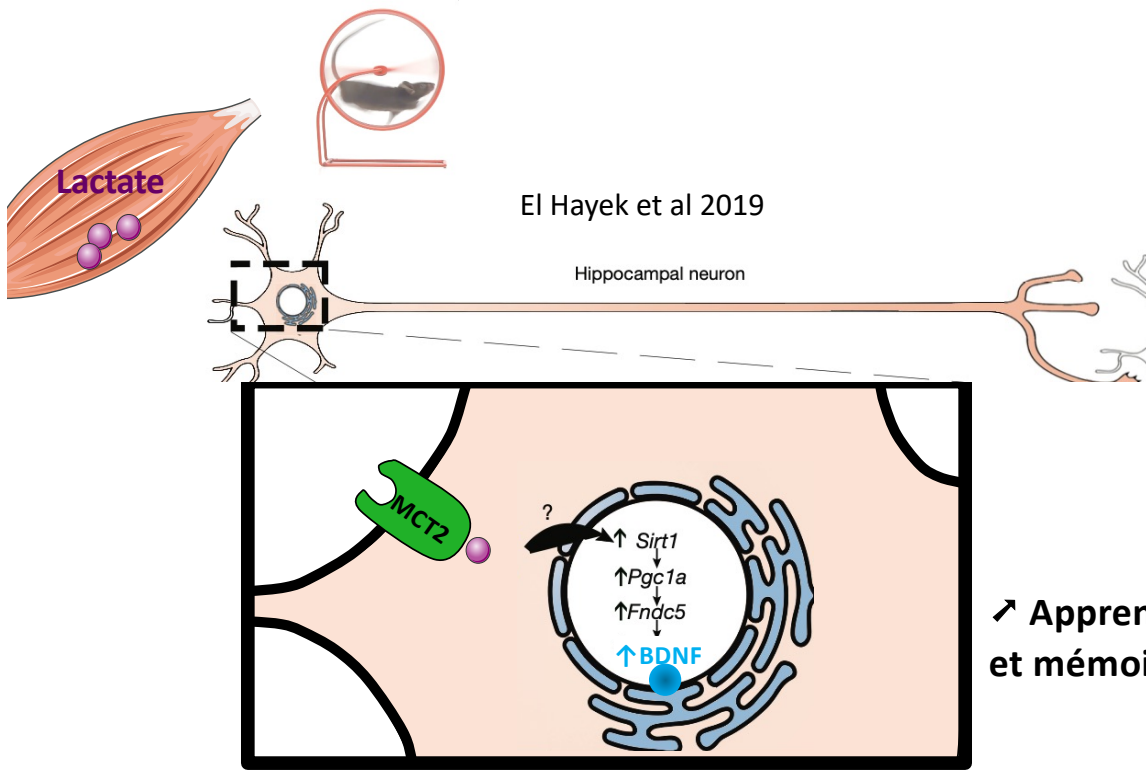 Lactate
El Hayek et al 2019
Hippocampal neuron
MCT2
?
↑ Sirt1
↑Pgc1a
↑Fndc5
↑BDNF
↗ Appren
et mémoi